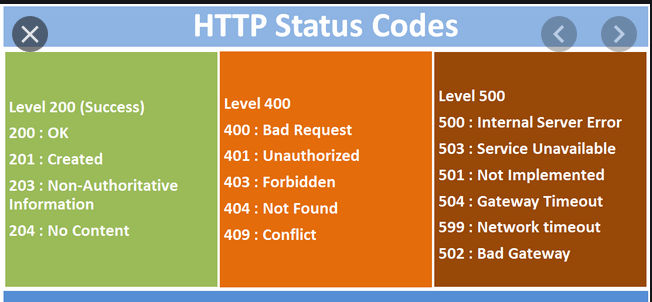 HTTP Status Codes
Level 200 (Success)
200 : OK
201 : Created
203 : Non-Authoritative
Information
204 : No Content
Level 400
400 : Bad Request
401 : Unauthorized
403 : Forbidden
404 : Not Found
409 : Conflict
Level 500
500 : Internal Server Error
503 : Service Unavailable
501 : Not Implemented
504 : Gateway Timeout
599 : Network timeout
502 : Bad Gateway